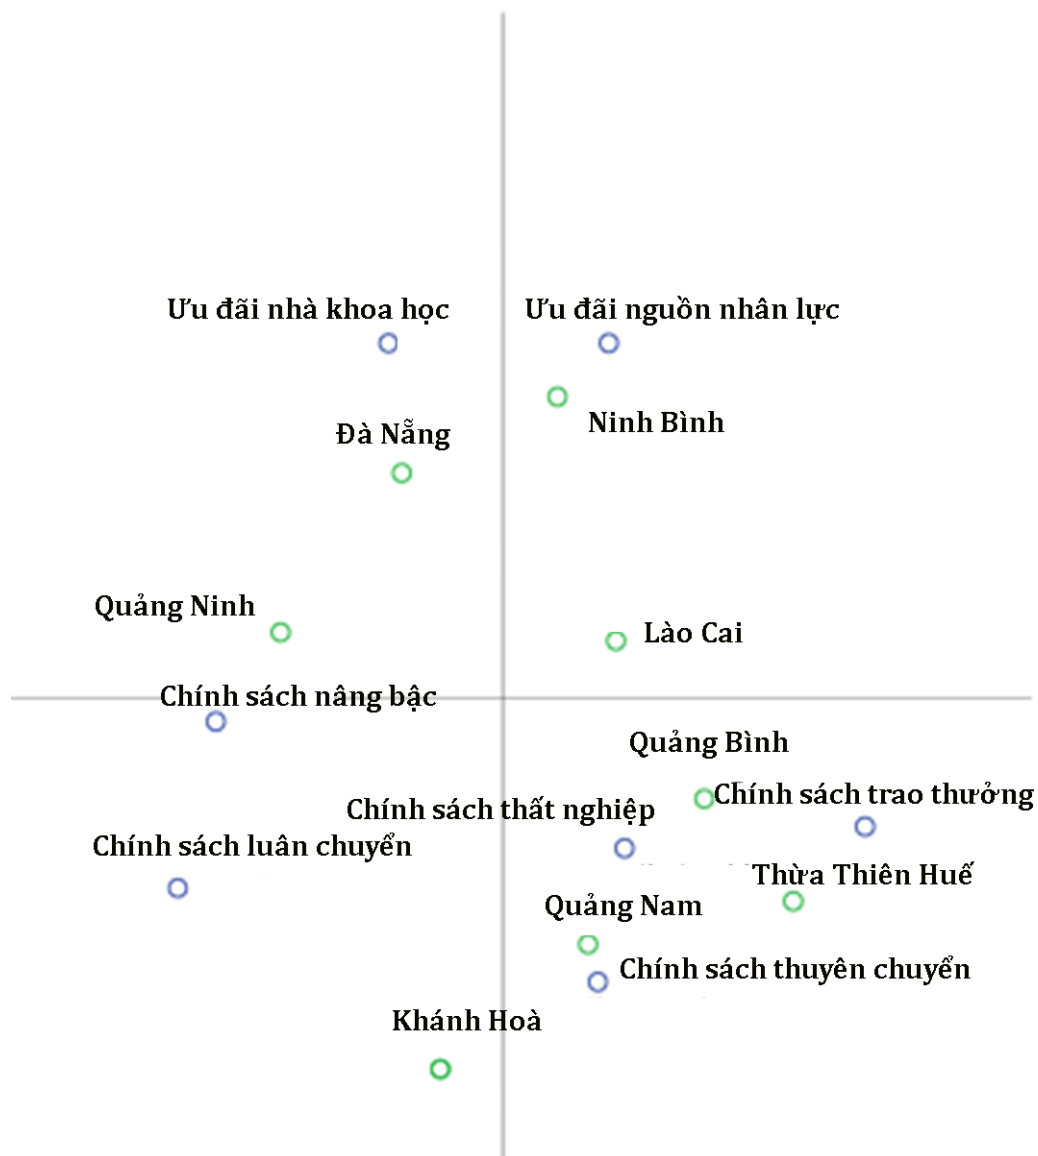 Ưu đãi nhà khoa học
Ưu đãi nguồn nhân lực
Ninh Bình
Đà Nẵng
Quảng Ninh
Lào Cai
Chính sách nâng bậc
Quảng Bình
Chính sách trao thưởng
Chính sách thất nghiệp
Chính sách luân chuyển
Thừa Thiên Huế
Quảng Nam
Chính sách thuyên chuyển
Khánh Hoà